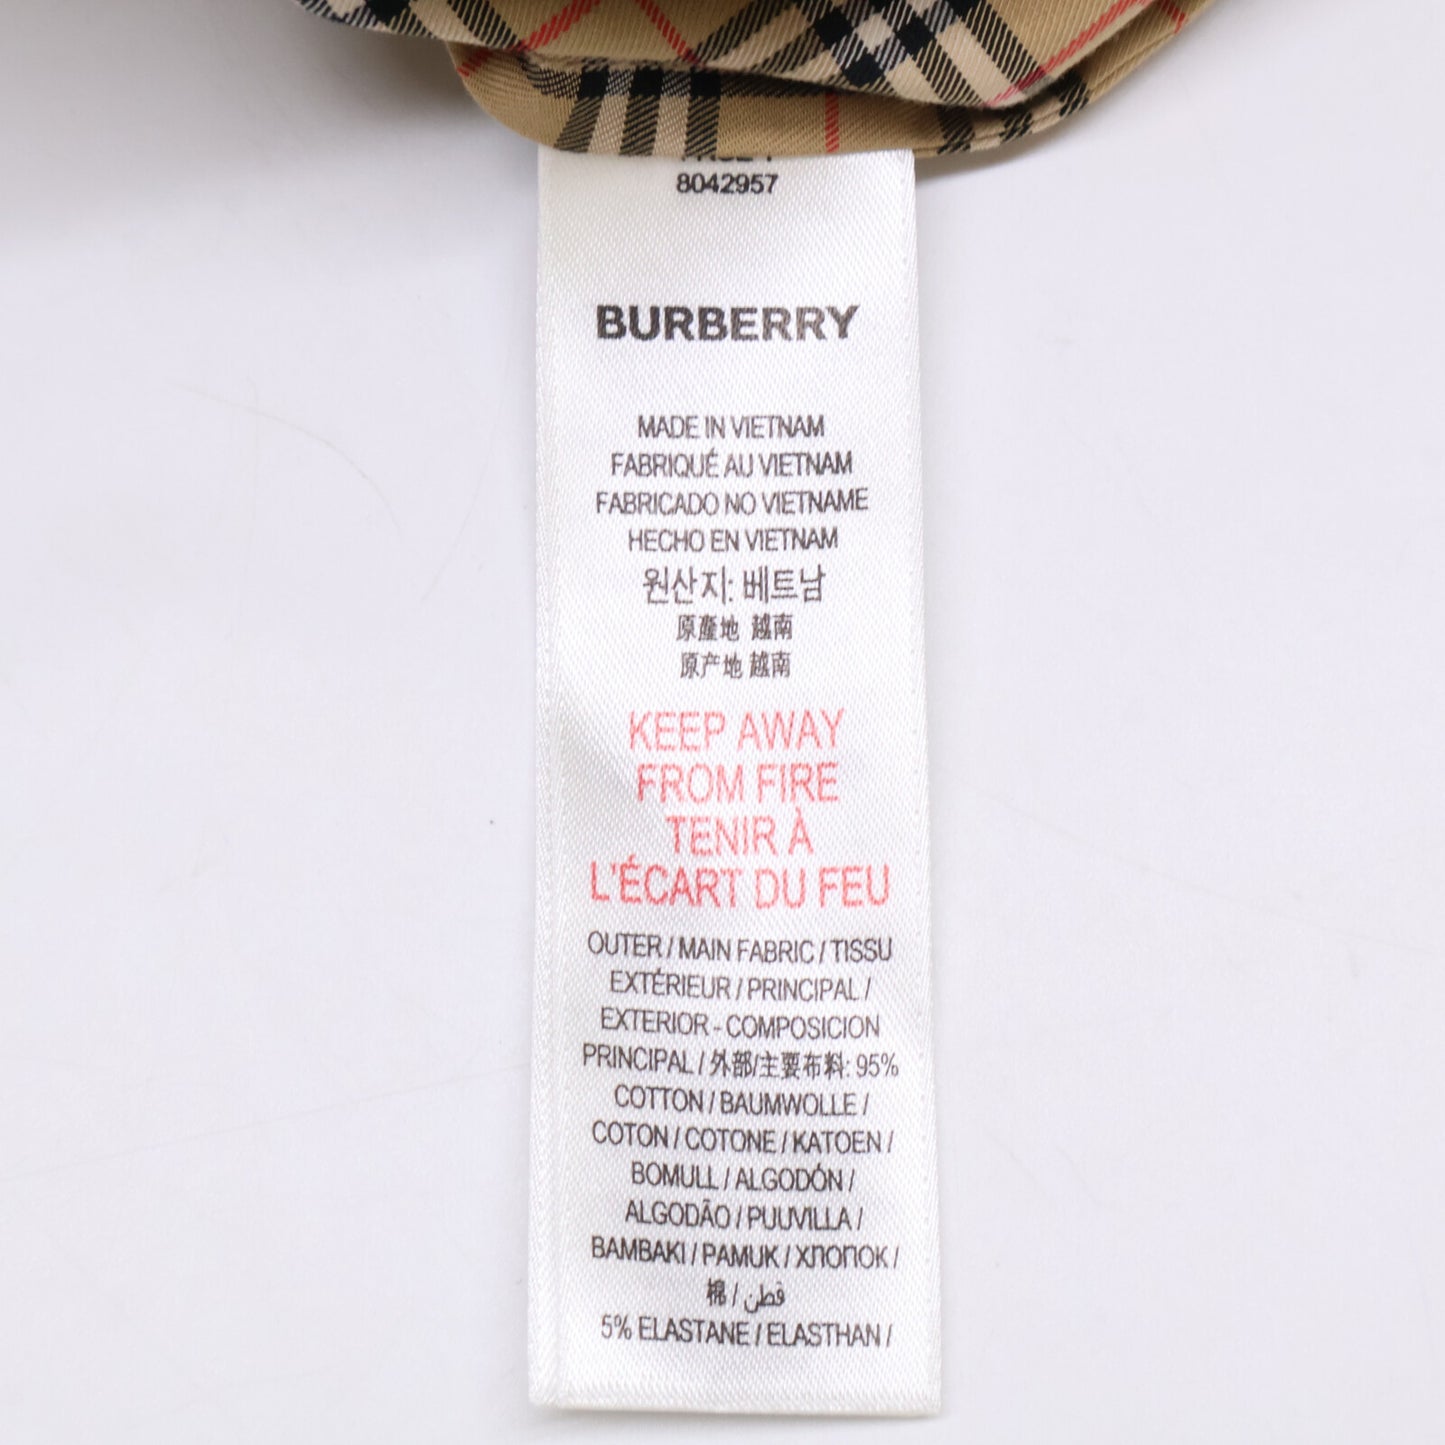 8042957
BURBERRY
MADE IN VIETNAM
FABRIQUÉ AU VIETNAM
FABRICADO NO VIETNAME
HECHO EN VIETNAM
원산지: 베트남
原產地 越南
原产地 越南
KEEP AWAY
FROM FIRE
TENIR À
L'ÉCART DU FEU
OUTER / MAIN FABRIC / TISSU
EXTÉRIEUR / PRINCIPAL /
EXTERIOR - COMPOSICION
PRINCIPAL / 外部/主要布料: 95%
COTTON / BAUMWOLLE /
COTON / COTONE / KATOEN /
BOMULL / ALGODÓN /
ALGODÃO / PUUVILLA /
BAMBAKI / PAMUK / ХЛОПОК /
棉 / قطن
5% ELASTANE / ELASTHAN /